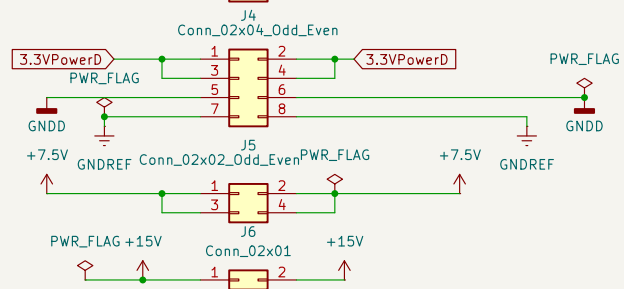 J4
Conn_02x04_Odd_Even
3.3VPowerD 1 2 3.3VPowerD
PWR_FLAG 3 4 PWR_FLAG
5 6
GNDD 7 8 GNDD
GNDREF GNDREF
J5
+7.5V Conn_02x02_Odd_Even PWR_FLAG +7.5V
1 2
3 4
J6
PWR_FLAG +15V Conn_02x01 +15V
1 2